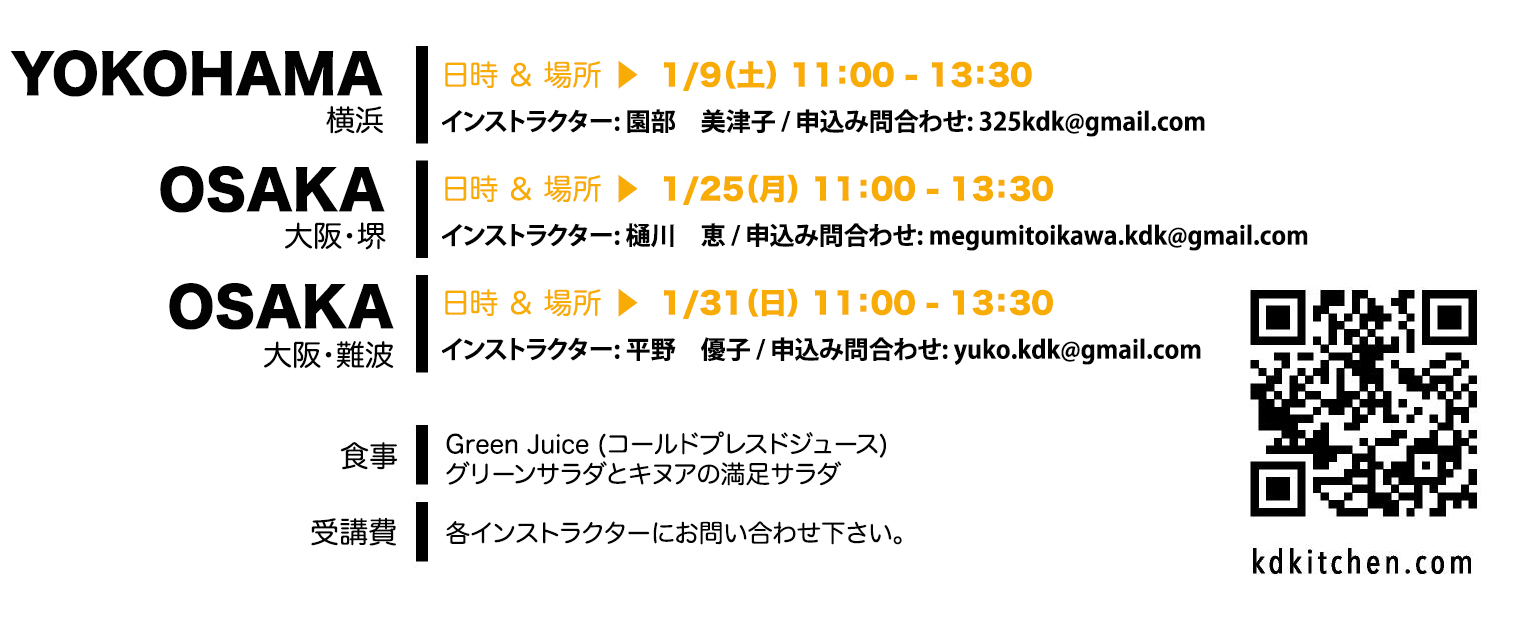 YOKOHAMA
横浜
日時 & 場所 ▶ 1/9(土) 11:00 - 13:30
インストラクター: 園部　美津子 / 申込み問合わせ: 325kdk@gmail.com
OSAKA
大阪・堺
日時 & 場所 ▶ 1/25(月) 11:00 - 13:30
インストラクター: 樋川　恵 / 申込み問合わせ: megumitoikawa.kdk@gmail.com
OSAKA
大阪・難波
日時 & 場所 ▶ 1/31(日) 11:00 - 13:30
インストラクター: 平野　優子 / 申込み問合わせ: yuko.kdk@gmail.com
食事
Green Juice (コールドプレスドジュース)
グリーンサラダとキヌアの満足サラダ
受講費
各インストラクターにお問い合わせ下さい。
kdkitchen.com